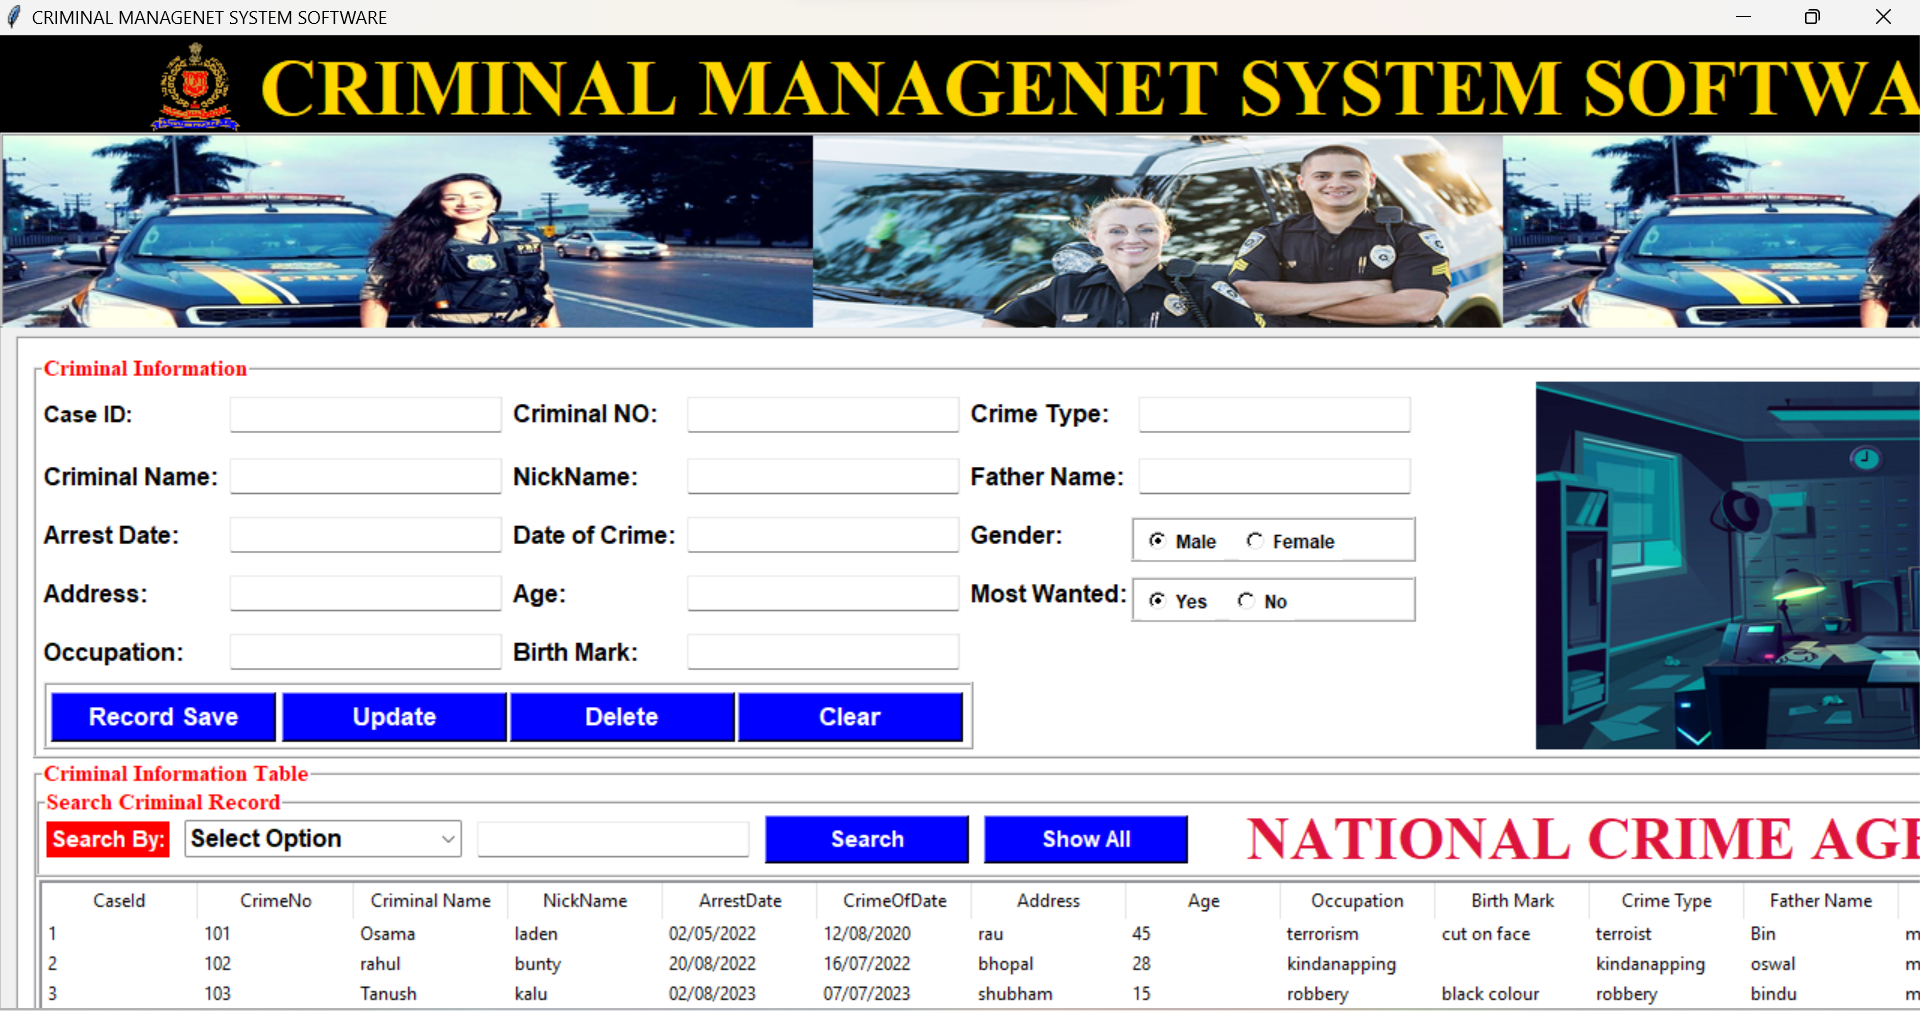 CRIMINAL MANAGENET SYSTEM SOFTWARE
CRIMINAL MANAGENET SYSTEM SOFTWA
PRF
Criminal Information
Case ID: Criminal NO: Crime Type:
Criminal Name: NickName: Father Name:
Arrest Date: Date of Crime: Gender: Male Female
Address: Age: Most Wanted: Yes No
Occupation: Birth Mark:
Record Save Update Delete Clear
Criminal Information Table
Search Criminal Record
Search By: Select Option Search Show All NATIONAL CRIME AGE
CaseId CrimeNo Criminal Name NickName ArrestDate CrimeOfDate Address Age Occupation Birth Mark Crime Type Father Name
1 101 Osama laden 02/05/2022 12/08/2020 rau 45 terrorism cut on face terroist Bin m
2 102 rahul bunty 20/08/2022 16/07/2022 bhopal 28 kindanapping kindanapping oswal m
3 103 Tanush kalu 02/08/2023 07/07/2023 shubham 15 robbery black colour robbery bindu m